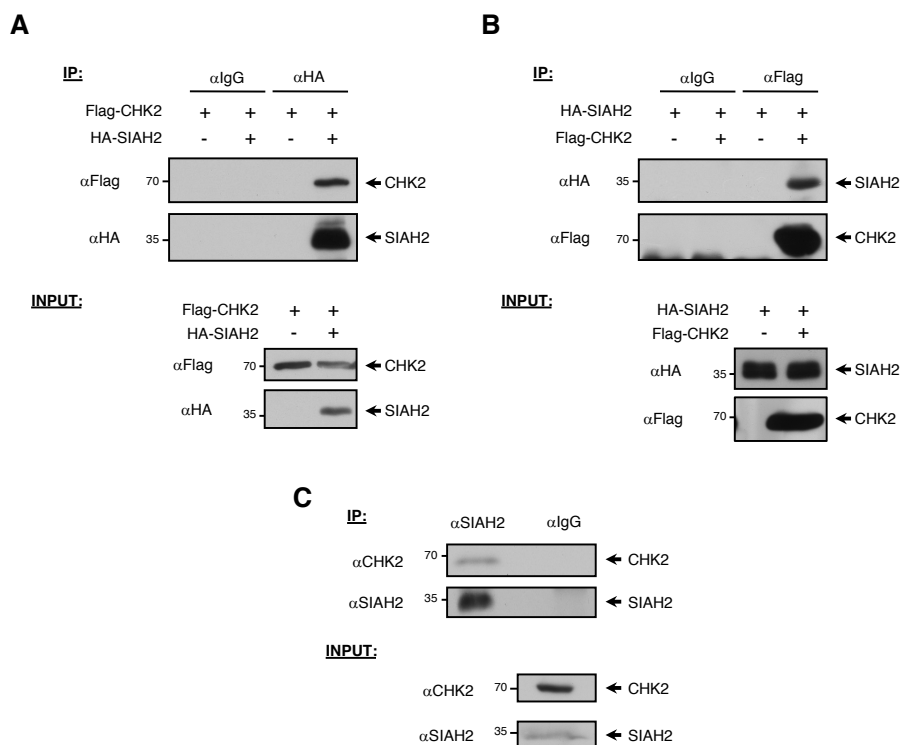 A
IP:
αIgG αHA
Flag-CHK2 + + + +
HA-SIAH2 - + - +
αFlag 70 CHK2
αHA 35 SIAH2
INPUT:
Flag-CHK2 + +
HA-SIAH2 - +
αFlag 70 CHK2
αHA 35 SIAH2
B
IP:
αIgG αFlag
HA-SIAH2 + + + +
Flag-CHK2 - + - +
αHA 35 SIAH2
αFlag 70 CHK2
INPUT:
HA-SIAH2 + +
Flag-CHK2 - +
αHA 35 SIAH2
αFlag 70 CHK2
C
IP:
αSIAH2 αIgG
αCHK2 70 CHK2
αSIAH2 35 SIAH2
INPUT:
αCHK2 70 CHK2
αSIAH2 35 SIAH2